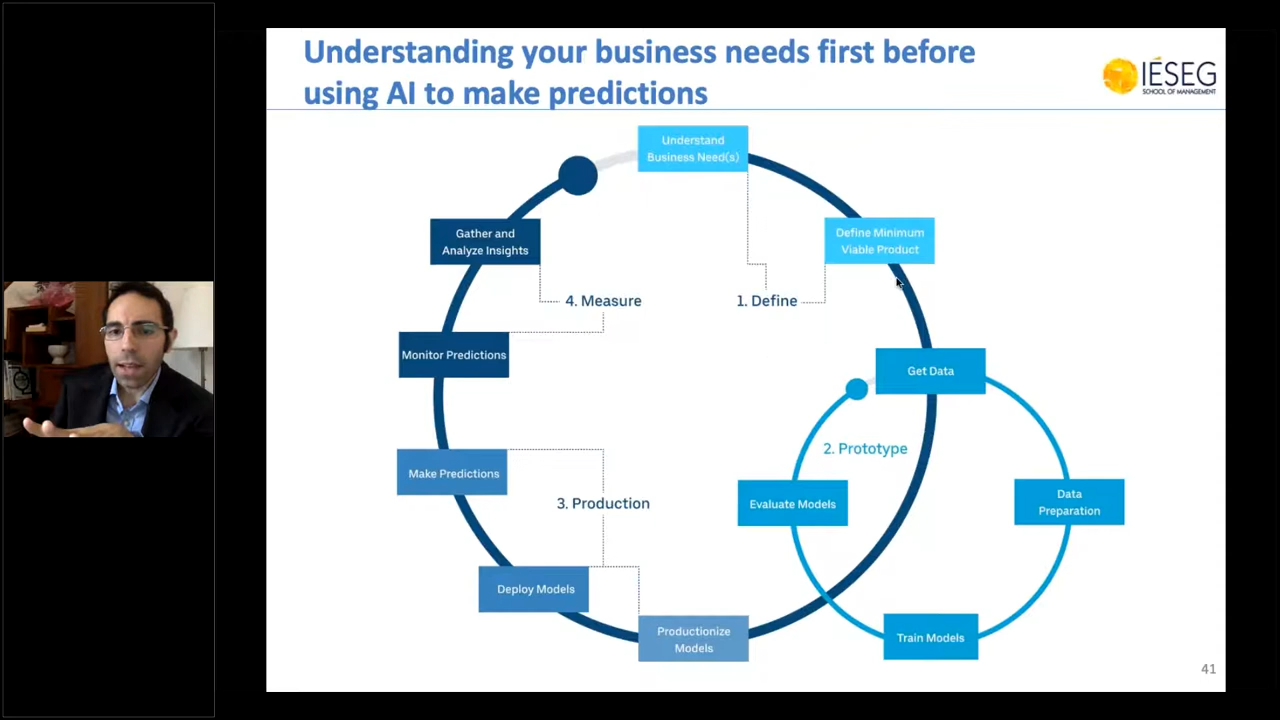 Understanding your business needs first before
using AI to make predictions
IÉSEG
SCHOOL OF MANAGEMENT
Understand
Business Need(s)
Gather and
Analyze Insights
Define Minimum
Viable Product
4. Measure
1. Define
Monitor Predictions
Get Data
2. Prototype
Make Predictions
3. Production
Evaluate Models
Data
Preparation
Deploy Models
Productionize
Models
Train Models
41